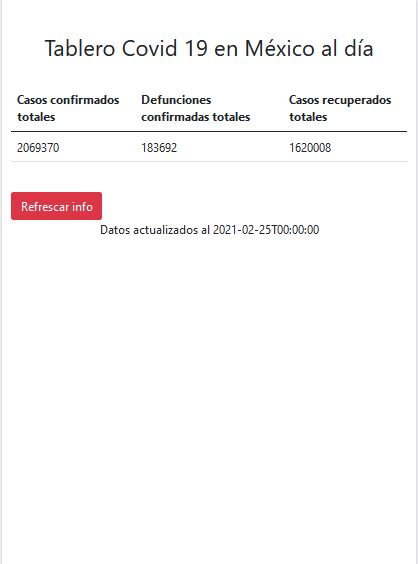 Tablero Covid 19 en México al día
Casos confirmados totales
Defunciones confirmadas totales
Casos recuperados totales
2069370
183692
1620008
Refrescar info
Datos actualizados al 2021-02-25T00:00:00